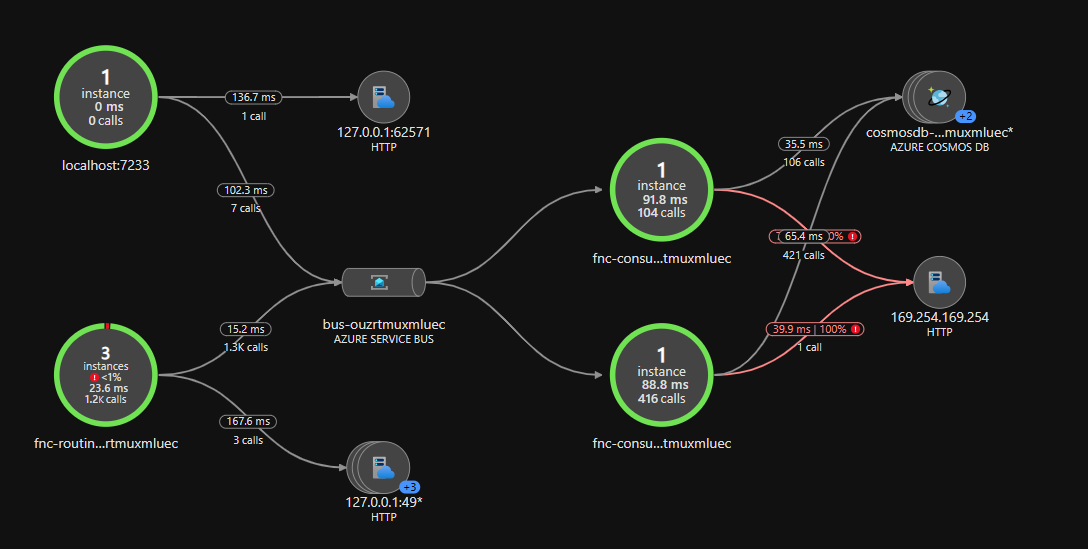 1
instance
0 ms
0 calls
localhost:7233
136.7 ms
1 call
127.0.0.1:62571
HTTP
102.3 ms
7 calls
3
instances
<1%
23.6 ms
1.2K calls
fnc-routin...rtmuxmluec
15.2 ms
1.3K calls
167.6 ms
3 calls
+3
127.0.0.1:49*
HTTP
bus-ouzrtmuxmluec
AZURE SERVICE BUS
1
instance
91.8 ms
104 calls
fnc-consu...tmuxmluec
1
instance
88.8 ms
416 calls
fnc-consu...tmuxmluec
35.5 ms
106 calls
65.4 ms
421 calls
39.9 ms | 100%
1 call
+2
cosmosdb-...muxmluec*
AZURE COSMOS DB
169.254.169.254
HTTP